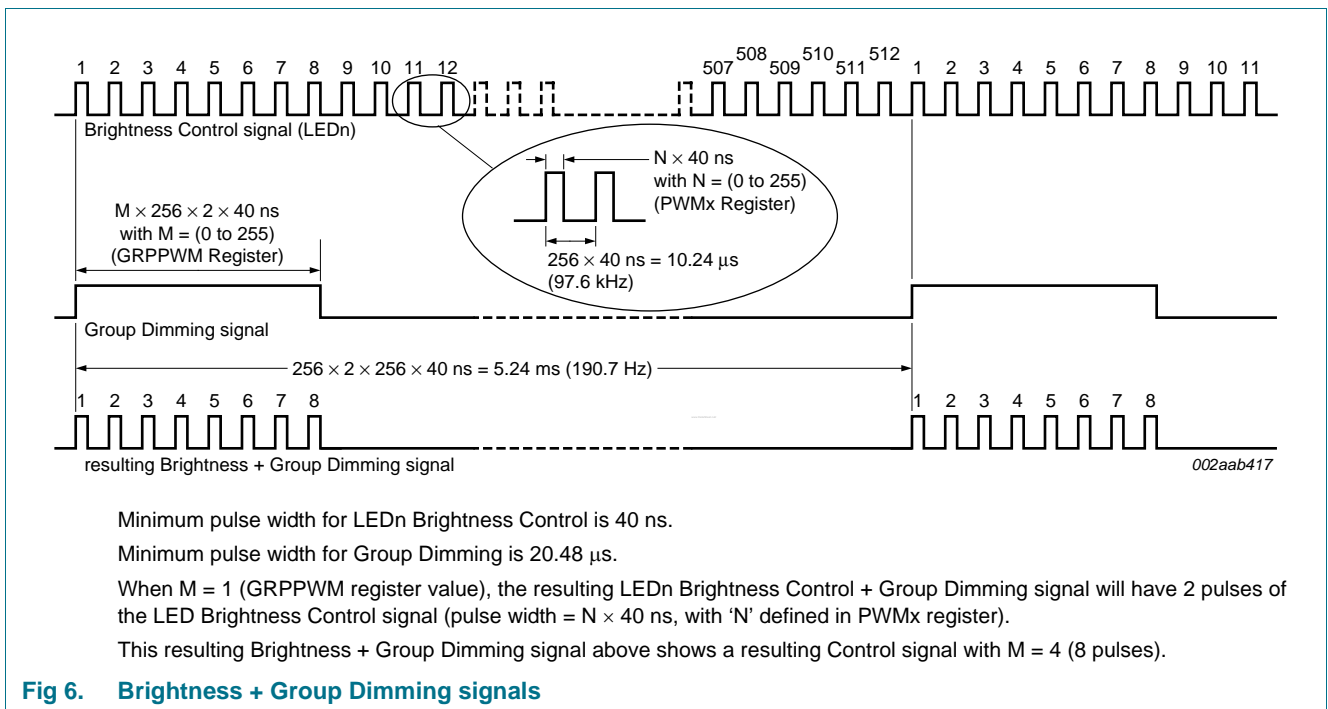 1 2 3 4 5 6 7 8 9 10 11 12 507 508 509 510 511 512 1 2 3 4 5 6 7 8 9 10 11
Brightness Control signal (LEDn)
N × 40 ns
with N = (0 to 255)
(PWMx Register)
256 × 40 ns = 10.24 μs
(97.6 kHz)
M × 256 × 2 × 40 ns
with M = (0 to 255)
(GRPPWM Register)
Group Dimming signal
256 × 2 × 256 × 40 ns = 5.24 ms (190.7 Hz)
1 2 3 4 5 6 7 8 1 2 3 4 5 6 7 8
resulting Brightness + Group Dimming signal
002aab417
Minimum pulse width for LEDn Brightness Control is 40 ns.
Minimum pulse width for Group Dimming is 20.48 μs.
When M = 1 (GRPPWM register value), the resulting LEDn Brightness Control + Group Dimming signal will have 2 pulses of
the LED Brightness Control signal (pulse width = N × 40 ns, with ‘N’ defined in PWMx register).
This resulting Brightness + Group Dimming signal above shows a resulting Control signal with M = 4 (8 pulses).
Fig 6. Brightness + Group Dimming signals